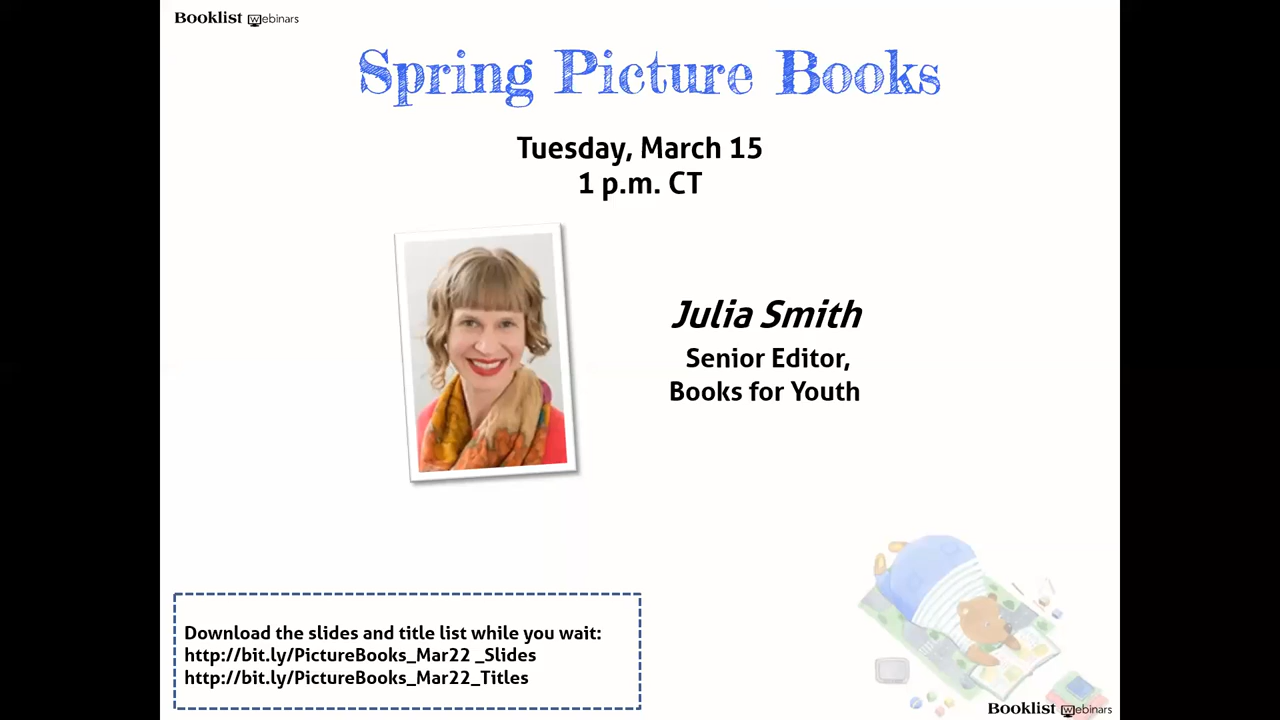 Booklist Webinars
Spring Picture Books
Tuesday, March 15
1 p.m. CT
Julia Smith
Senior Editor,
Books for Youth
Download the slides and title list while you wait:
http://bit.ly/PictureBooks_Mar22 _Slides
http://bit.ly/PictureBooks_Mar22_Titles
Booklist Webinars